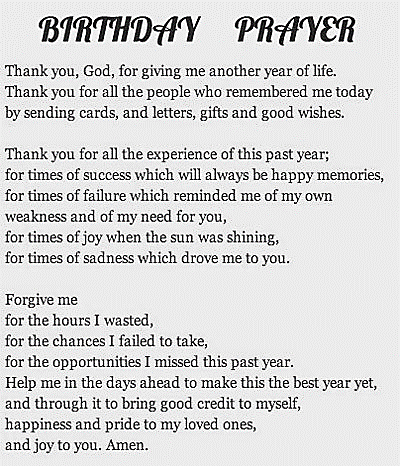 BIRTHDAY PRAYER
Thank you, God, for giving me another year of life.
Thank you for all the people who remembered me today
by sending cards, and letters, gifts and good wishes.
Thank you for all the experience of this past year;
for times of success which will always be happy memories,
for times of failure which reminded me of my own
weakness and of my need for you,
for times of joy when the sun was shining,
for times of sadness which drove me to you.
Forgive me
for the hours I wasted,
for the chances I failed to take,
for the opportunities I missed this past year.
Help me in the days ahead to make this the best year yet,
and through it to bring good credit to myself,
happiness and pride to my loved ones,
and joy to you. Amen.